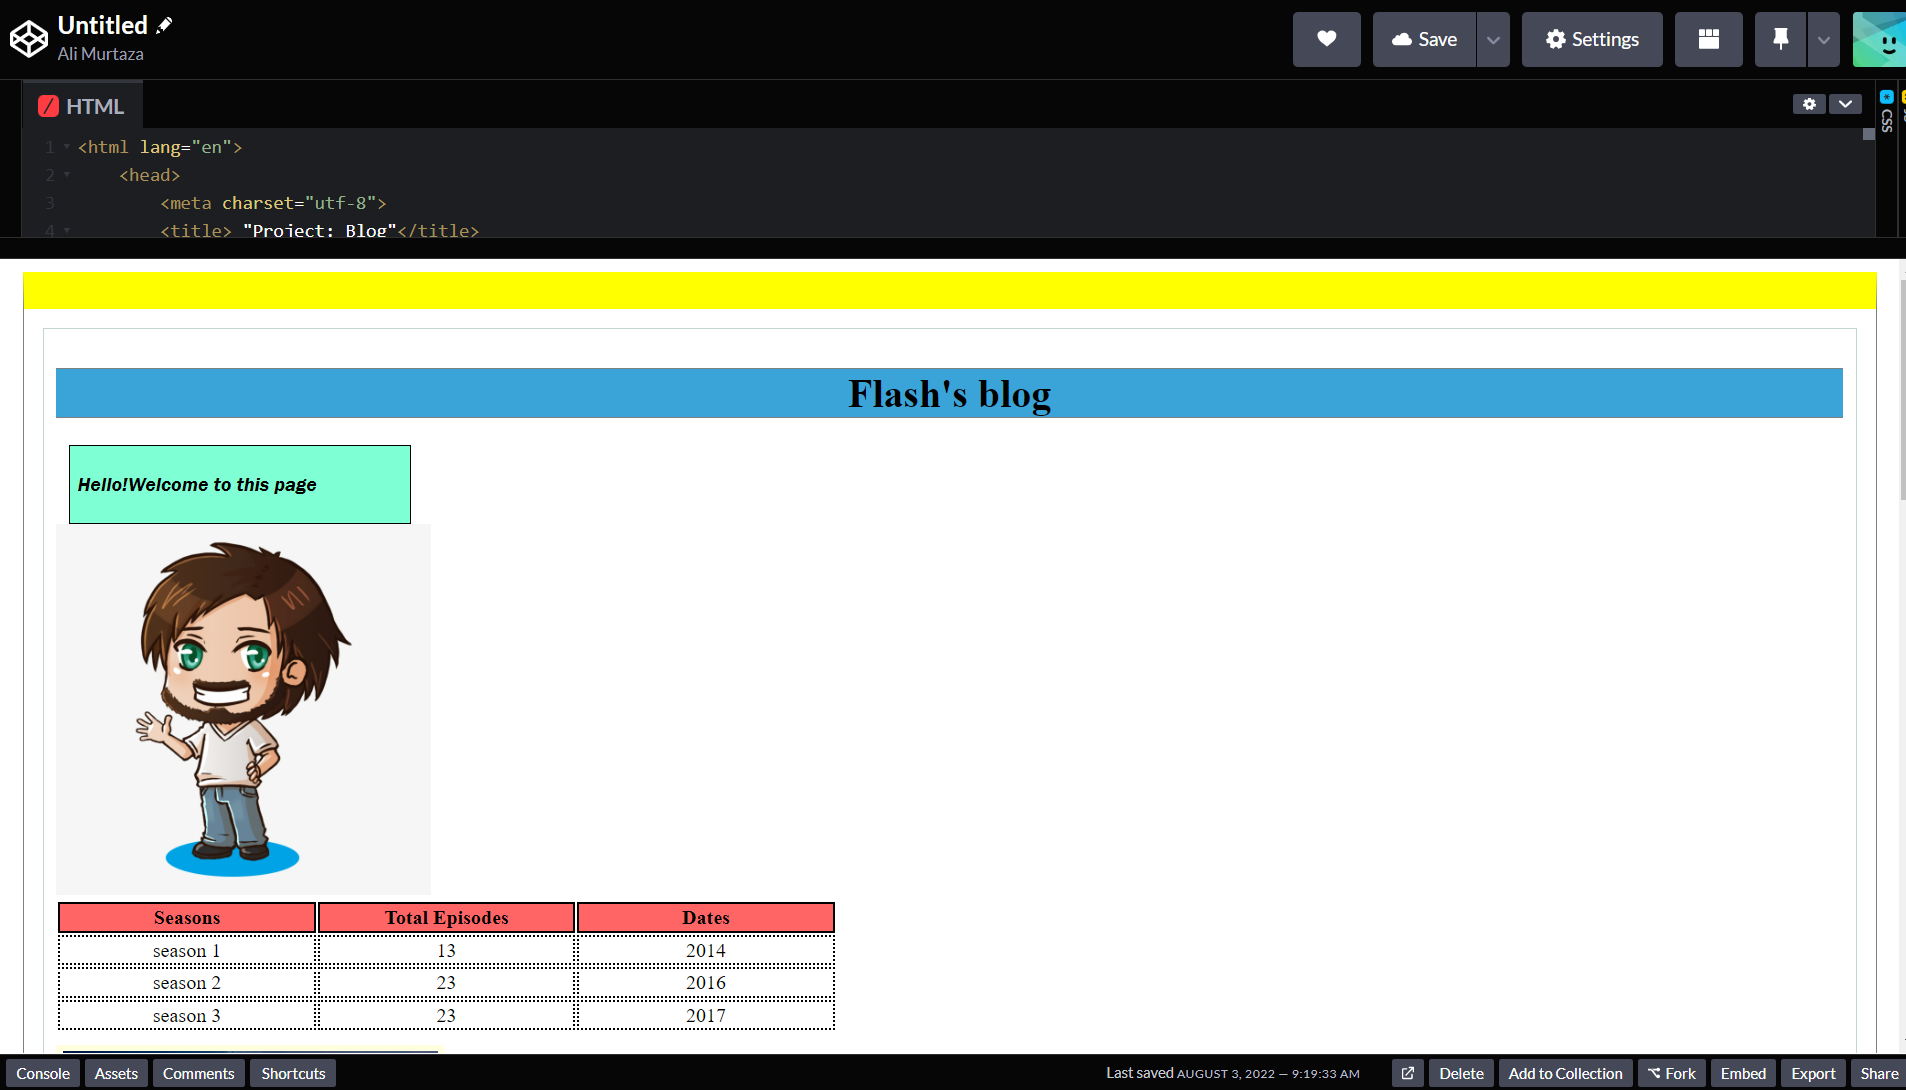 Untitled
Ali Murtaza
Save
Settings
HTML
CSS
1 <html lang="en">
2 <head>
3 <meta charset="utf-8">
4 <title> "Project: Blog"</title>
Flash's blog
Hello!Welcome to this page
Seasons Total Episodes Dates
season 1 13 2014
season 2 23 2016
season 3 23 2017
Console Assets Comments Shortcuts Last saved AUGUST 3, 2022 — 9:19:33 AM Delete Add to Collection Fork Embed Export Share